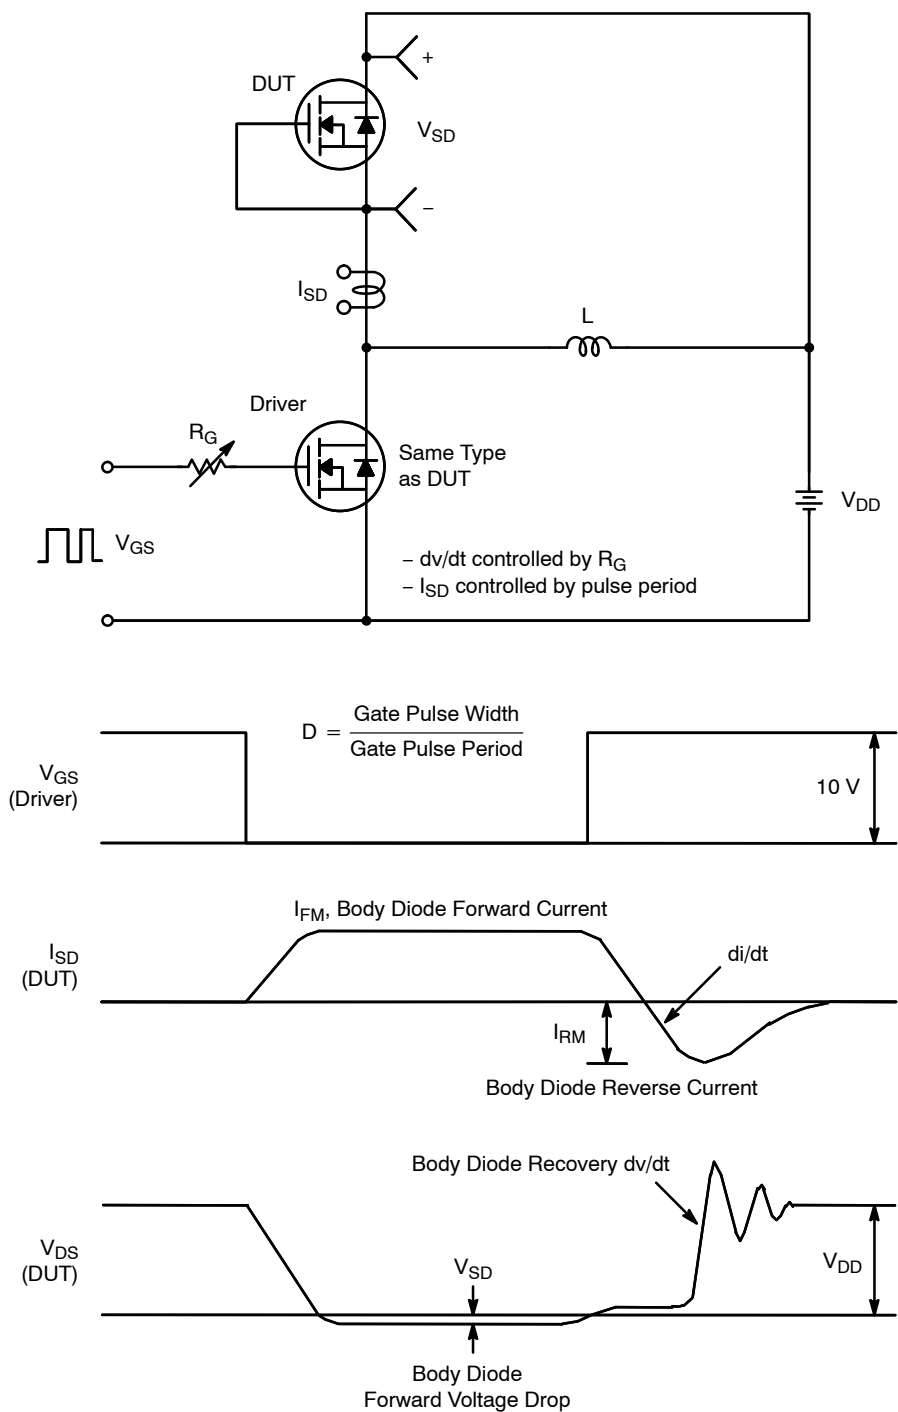 +
DUT
V_SD
−
I_SD
L
Driver
R_G
Same Type
as DUT
V_DD
V_GS
− dv/dt controlled by R_G
− I_SD controlled by pulse period
D = Gate Pulse Width
Gate Pulse Period
V_GS
(Driver)
10 V
I_FM, Body Diode Forward Current
I_SD
(DUT)
di/dt
I_RM
Body Diode Reverse Current
Body Diode Recovery dv/dt
V_DS
(DUT)
V_SD
V_DD
Body Diode
Forward Voltage Drop